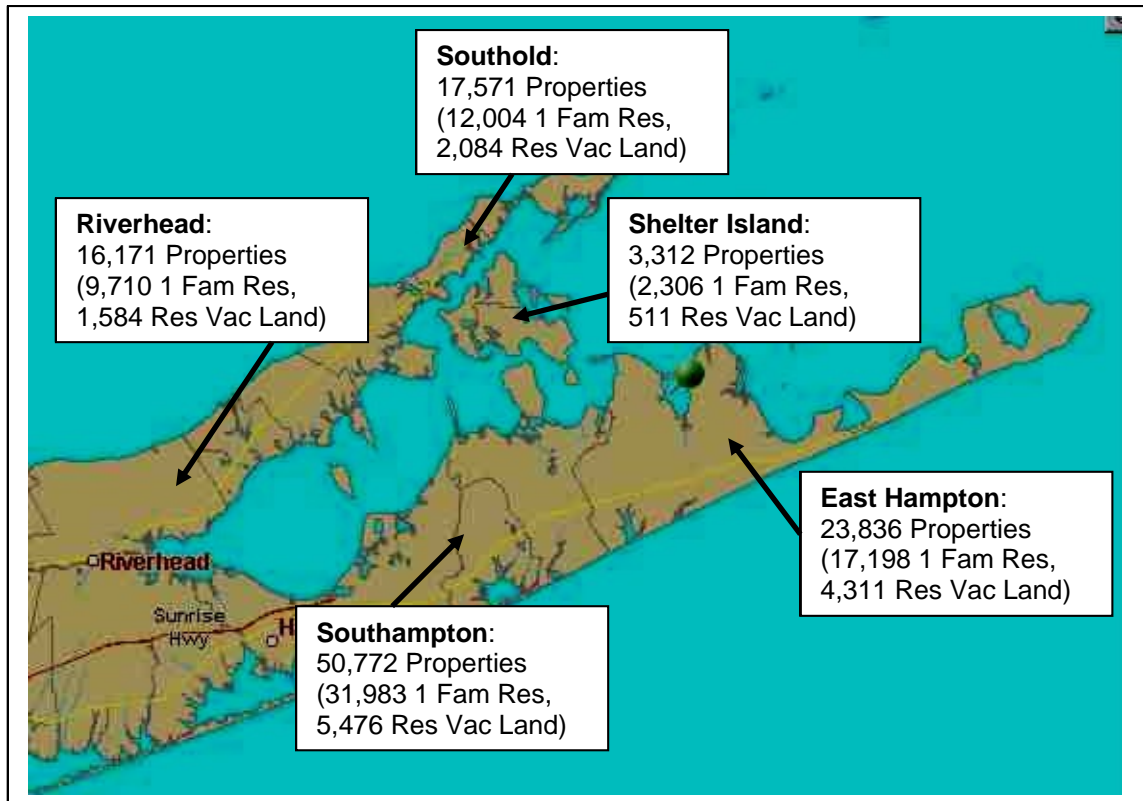 Southold:
17,571 Properties
(12,004 1 Fam Res,
2,084 Res Vac Land)
Riverhead:
16,171 Properties
(9,710 1 Fam Res,
1,584 Res Vac Land)
Shelter Island:
3,312 Properties
(2,306 1 Fam Res,
511 Res Vac Land)
East Hampton:
23,836 Properties
(17,198 1 Fam Res,
4,311 Res Vac Land)
Riverhead
Sunrise
Hwy
H
Southampton:
50,772 Properties
(31,983 1 Fam Res,
5,476 Res Vac Land)